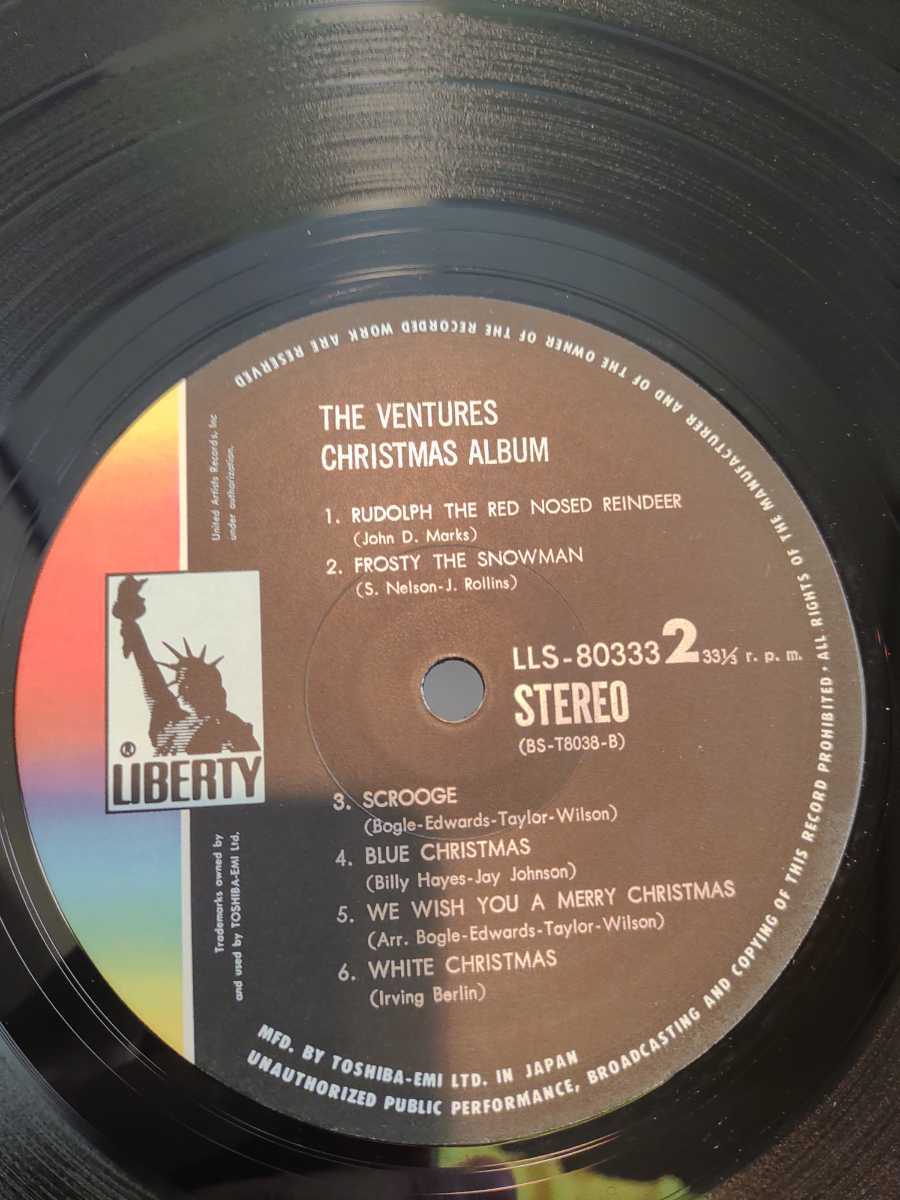 THE VENTURES
CHRISTMAS ALBUM
1. RUDOLPH THE RED NOSED REINDEER
(John D. Marks)
2. FROSTY THE SNOWMAN
(S. Nelson-J. Rollins)
LLS-80333 2 33⅓ r. p. m.
STEREO
(BS-T8038-B)
3. SCROOGE
(Bogle-Edwards-Taylor-Wilson)
4. BLUE CHRISTMAS
(Billy Hayes-Jay Johnson)
5. WE WISH YOU A MERRY CHRISTMAS
(Arr. Bogle-Edwards-Taylor-Wilson)
6. WHITE CHRISTMAS
(Irving Berlin)
United Artists Records, Inc
under authorization.
®
LIBERTY
Trademarks owned by
and used by TOSHIBA-EMI Ltd.
MFD. BY TOSHIBA-EMI LTD. IN JAPAN
UNAUTHORIZED PUBLIC PERFORMANCE, BROADCASTING AND COPYING OF THIS RECORD PROHIBITED · ALL RIGHTS OF THE MANUFACTURER AND OF THE OWNER OF THE RECORDED WORK ARE RESERVED